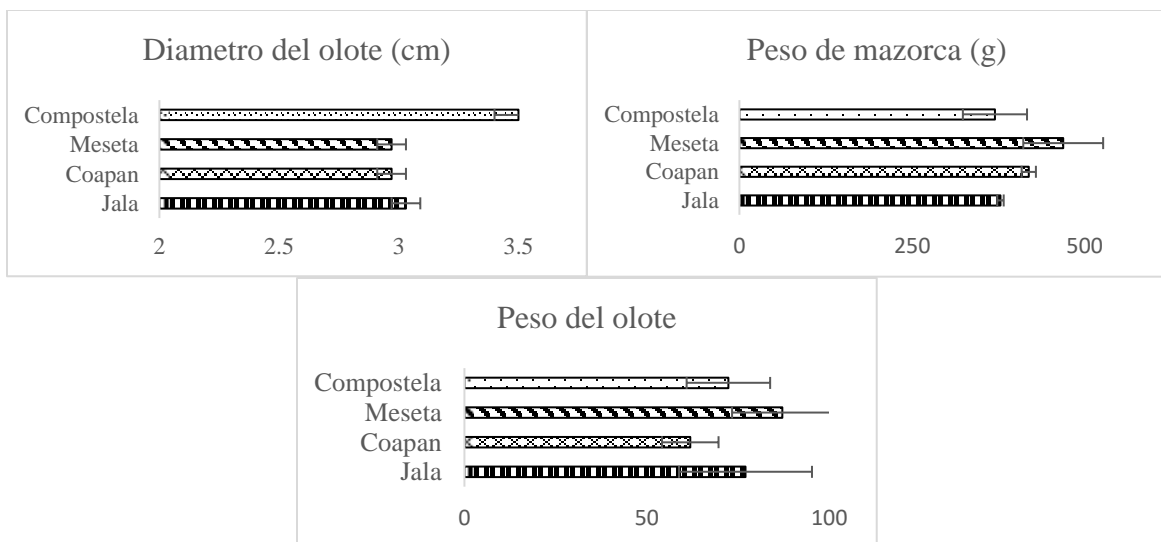 Diametro del olote (cm)
Compostela
Meseta
Coapan
Jala
2 2.5 3 3.5
Peso de mazorca (g)
Compostela
Meseta
Coapan
Jala
0 250 500
Peso del olote
Compostela
Meseta
Coapan
Jala
0 50 100